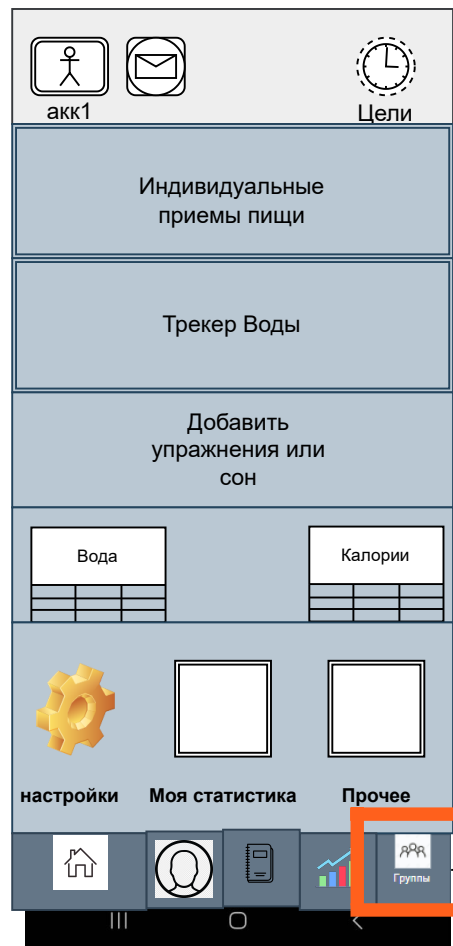 акк1
Цели
Индивидуальные
приемы пищи
Трекер Воды
Добавить
упражнения или
сон
Вода
Калории
настройки
Моя статистика
Прочее
Группы